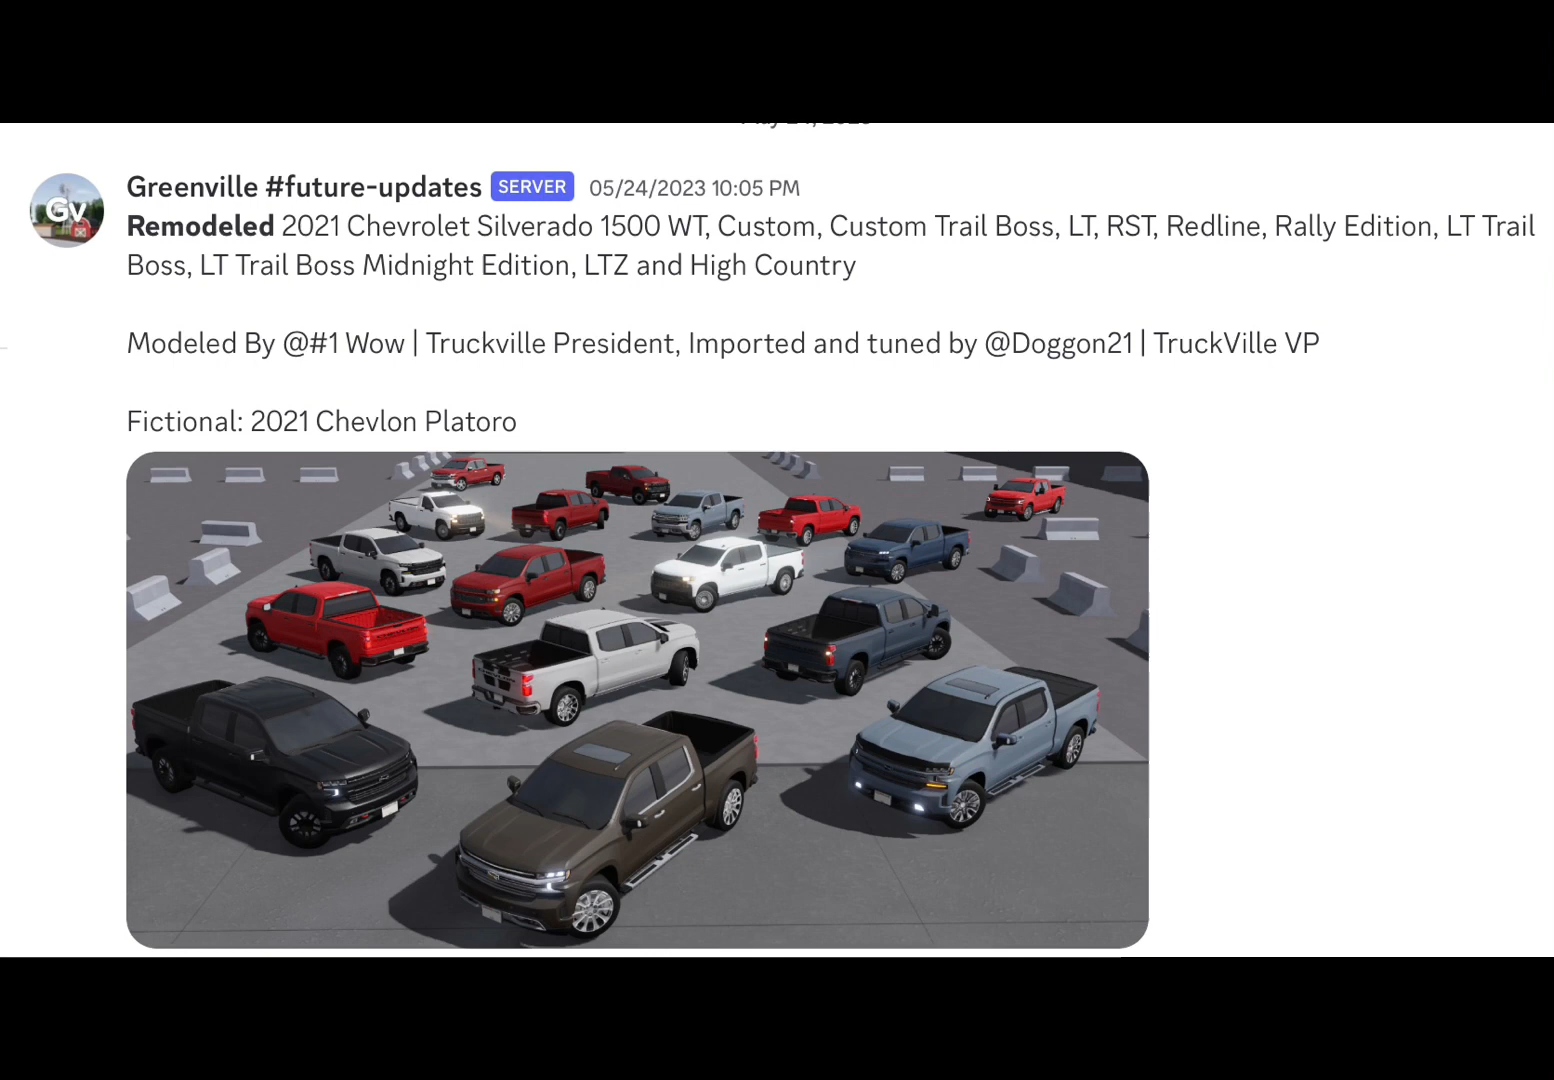 Greenville #future-updates SERVER 05/24/2023 10:05 PM
Remodeled 2021 Chevrolet Silverado 1500 WT, Custom, Custom Trail Boss, LT, RST, Redline, Rally Edition, LT Trail
Boss, LT Trail Boss Midnight Edition, LTZ and High Country
Modeled By @#1 Wow | Truckville President, Imported and tuned by @Doggon21 | TruckVille VP
Fictional: 2021 Chevlon Platoro
Gv